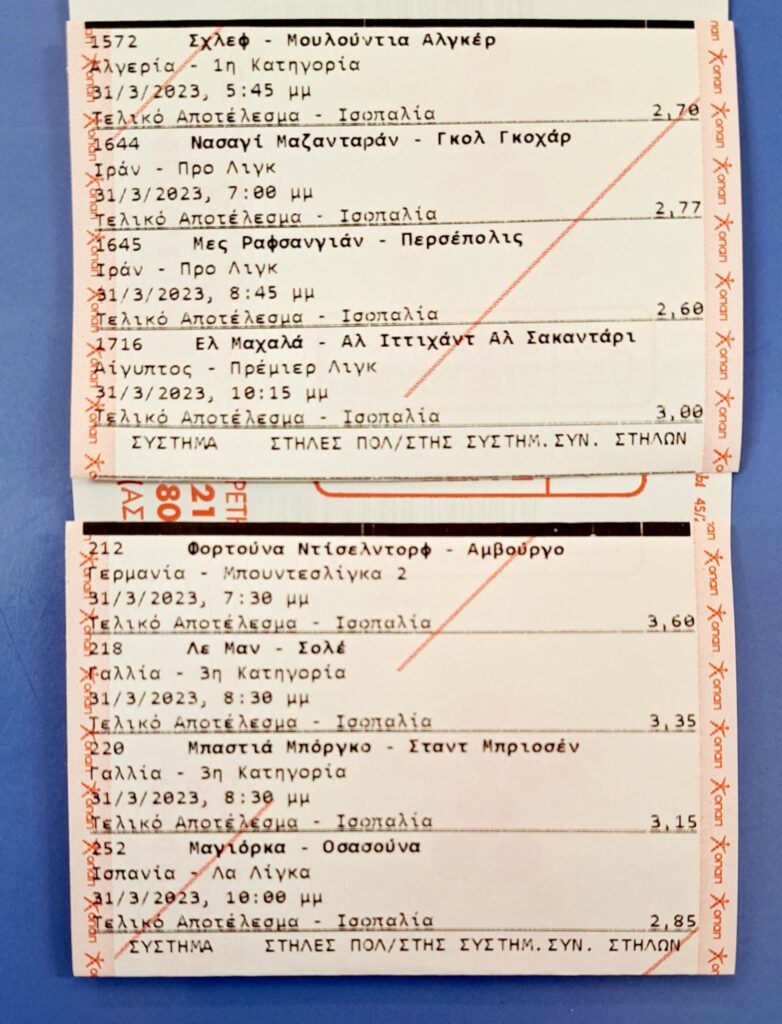 1572 Σχλεφ - Μουλούντια Αλγκέρ
Αλγερία - 1η Κατηγορία
31/3/2023, 5:45 μμ
Τελικό Αποτέλεσμα - Ισοπαλία 2,70
1644 Νασαγί Μαζανταράν - Γκολ Γκοχάρ
Ιράν - Προ Λιγκ
31/3/2023, 7:00 μμ
Τελικό Αποτέλεσμα - Ισοπαλία 2,77
1645 Μες Ραφσανγιάν - Περσέπολις
Ιράν - Προ Λιγκ
31/3/2023, 8:45 μμ
Τελικό Αποτέλεσμα - Ισοπαλία 2,60
1716 Ελ Μαχαλά - Αλ Ιττιχάντ Αλ Σακαντάρι
Αίγυπτος - Πρέμιερ Λιγκ
31/3/2023, 10:15 μμ
Τελικό Αποτέλεσμα - Ισοπαλία 3,00
ΣΥΣΤΗΜΑ ΣΤΗΛΕΣ ΠΟΛ/ΣΤΗΣ ΣΥΣΤΗΜ. ΣΥΝ. ΣΤΗΛΩΝ
21
80
212 Φορτούνα Ντίσελντορφ - Αμβούργο
Γερμανία - Μπουντεσλίγκα 2
31/3/2023, 7:30 μμ
Τελικό Αποτέλεσμα - Ισοπαλία 3,60
218 Λε Μαν - Σολέ
Γαλλία - 3η Κατηγορία
31/3/2023, 8:30 μμ
Τελικό Αποτέλεσμα - Ισοπαλία 3,35
220 Μπαστιά Μπόργκο - Σταντ Μπριοσέν
Γαλλία - 3η Κατηγορία
31/3/2023, 8:30 μμ
Τελικό Αποτέλεσμα - Ισοπαλία 3,15
252 Μαγιόρκα - Οσασούνα
Ισπανία - Λα Λίγκα
31/3/2023, 10:00 μμ
Τελικό Αποτέλεσμα - Ισοπαλία 2,85
ΣΥΣΤΗΜΑ ΣΤΗΛΕΣ ΠΟΛ/ΣΤΗΣ ΣΥΣΤΗΜ. ΣΥΝ. ΣΤΗΛΩΝ